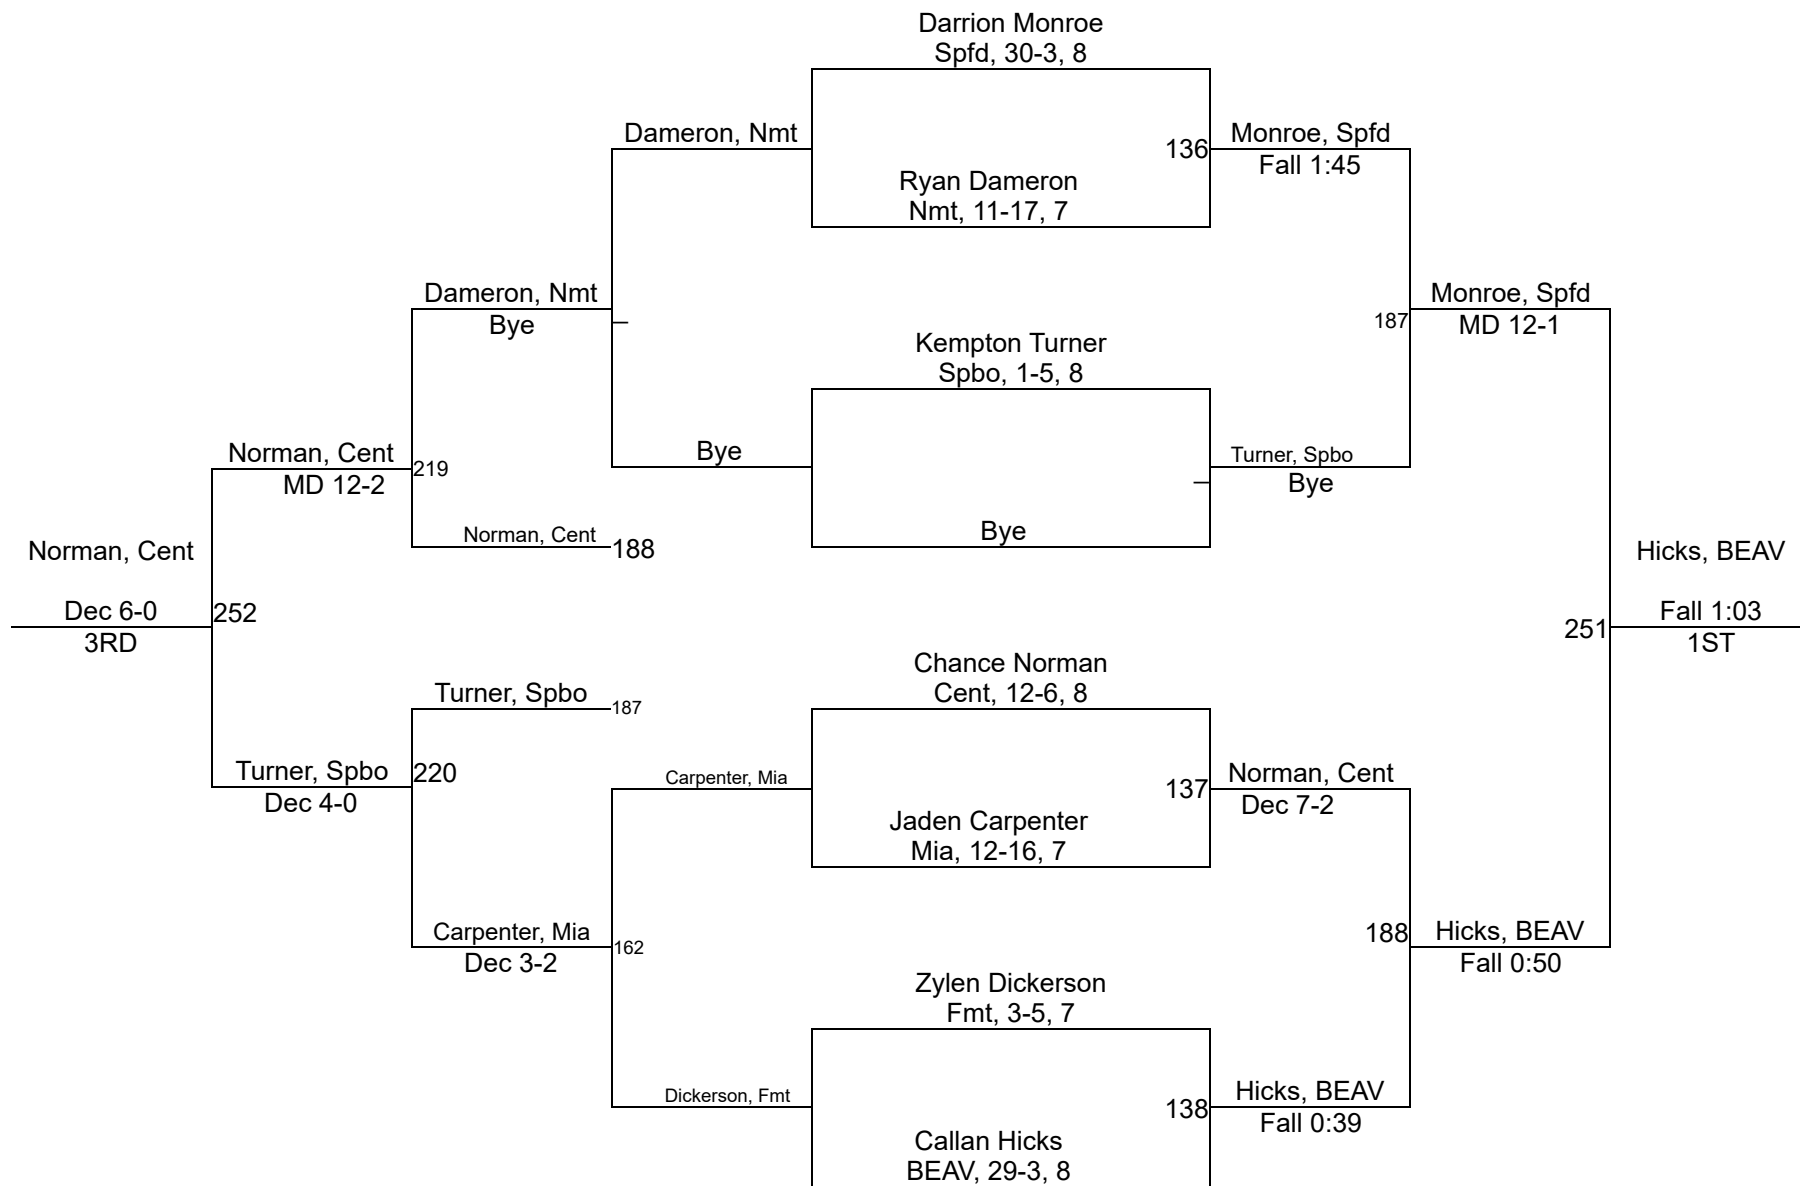 Darrion Monroe
Spfd, 30-3, 8
Dameron, Nmt
136
Monroe, Spfd
Fall 1:45
Ryan Dameron
Nmt, 11-17, 7
Dameron, Nmt
Bye
187
Monroe, Spfd
MD 12-1
Kempton Turner
Spbo, 1-5, 8
Norman, Cent
MD 12-2
219
Bye
Turner, Spbo
Bye
Norman, Cent
188
Bye
Norman, Cent
Hicks, BEAV
Dec 6-0
3RD
252
251
Fall 1:03
1ST
Chance Norman
Cent, 12-6, 8
Turner, Spbo
187
Turner, Spbo
Dec 4-0
220
Carpenter, Mia
137
Norman, Cent
Dec 7-2
Jaden Carpenter
Mia, 12-16, 7
Carpenter, Mia
Dec 3-2
162
188
Hicks, BEAV
Fall 0:50
Zylen Dickerson
Fmt, 3-5, 7
Dickerson, Fmt
138
Hicks, BEAV
Fall 0:39
Callan Hicks
BEAV, 29-3, 8